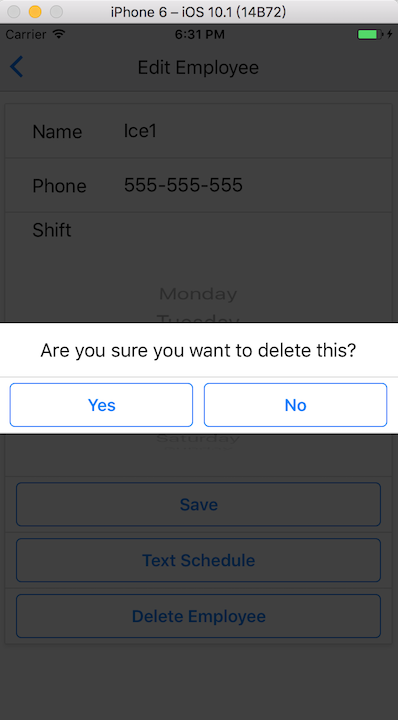 iPhone 6 – iOS 10.1 (14B72)
Carrier 6:31 PM
Edit Employee
Name Ice1
Phone 555-555-555
Shift
Monday
Tuesday
Are you sure you want to delete this?
Yes No
Saturday
Save
Text Schedule
Delete Employee